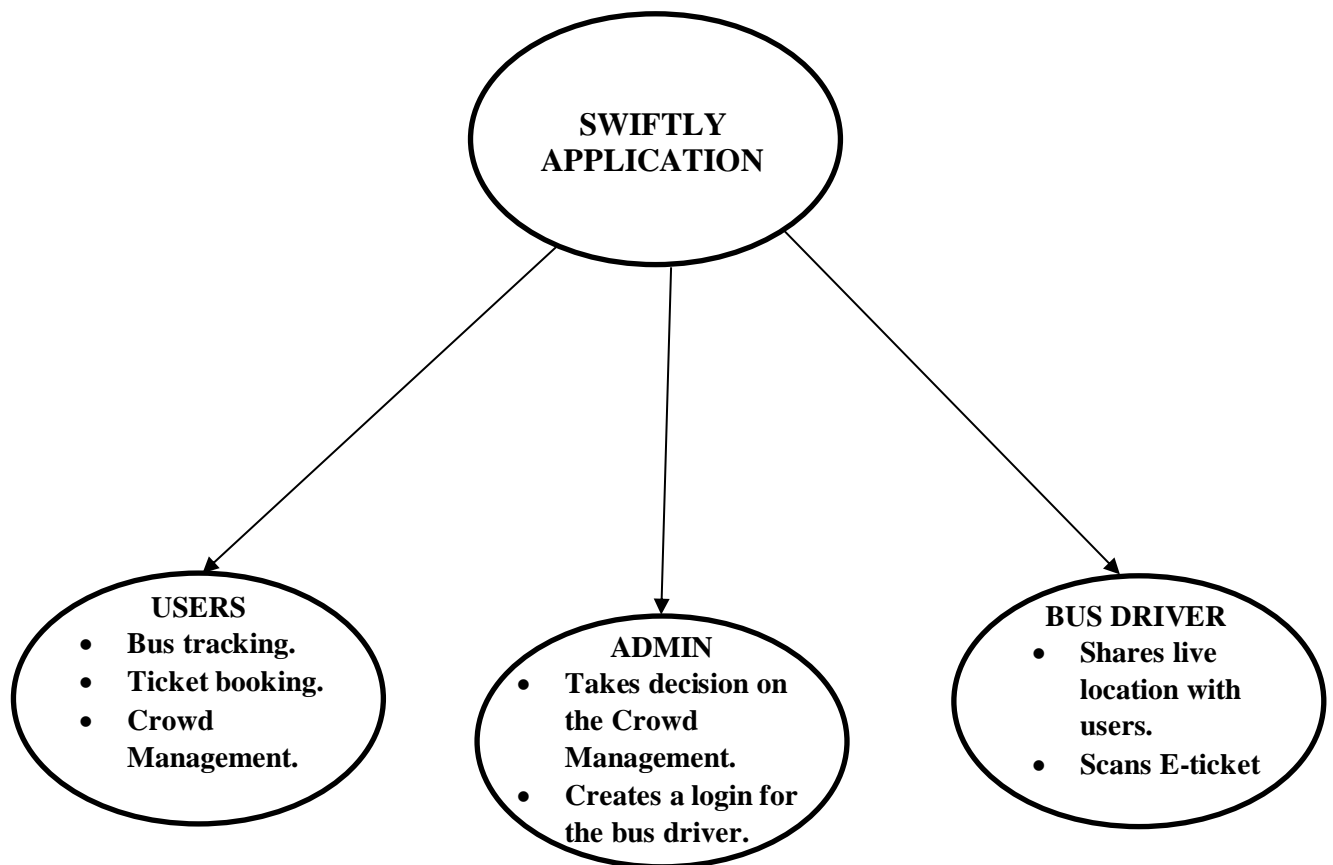 SWIFTLY
APPLICATION
USERS
• Bus tracking.
• Ticket booking.
• Crowd
Management.
ADMIN
• Takes decision on
the Crowd
Management.
• Creates a login for
the bus driver.
BUS DRIVER
• Shares live
location with
users.
• Scans E-ticket